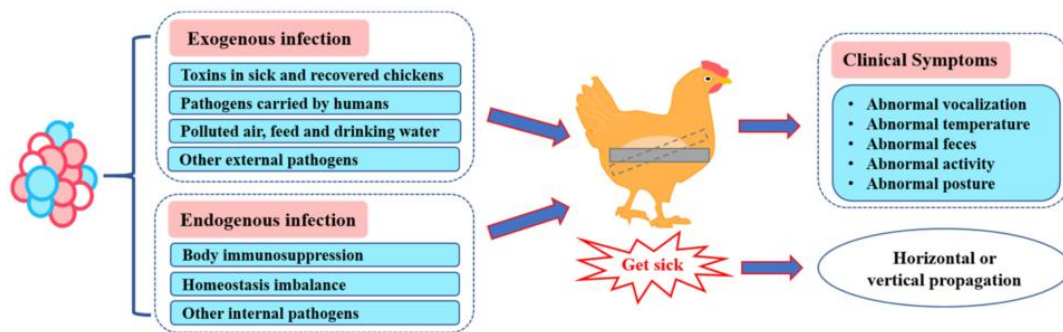 Exogenous infection
Toxins in sick and recovered chickens
Pathogens carried by humans
Polluted air, feed and drinking water
Other external pathogens
Endogenous infection
Body immunosuppression
Homeostasis imbalance
Other internal pathogens
Get sick
Clinical Symptoms
• Abnormal vocalization
• Abnormal temperature
• Abnormal feces
• Abnormal activity
• Abnormal posture
Horizontal or
vertical propagation